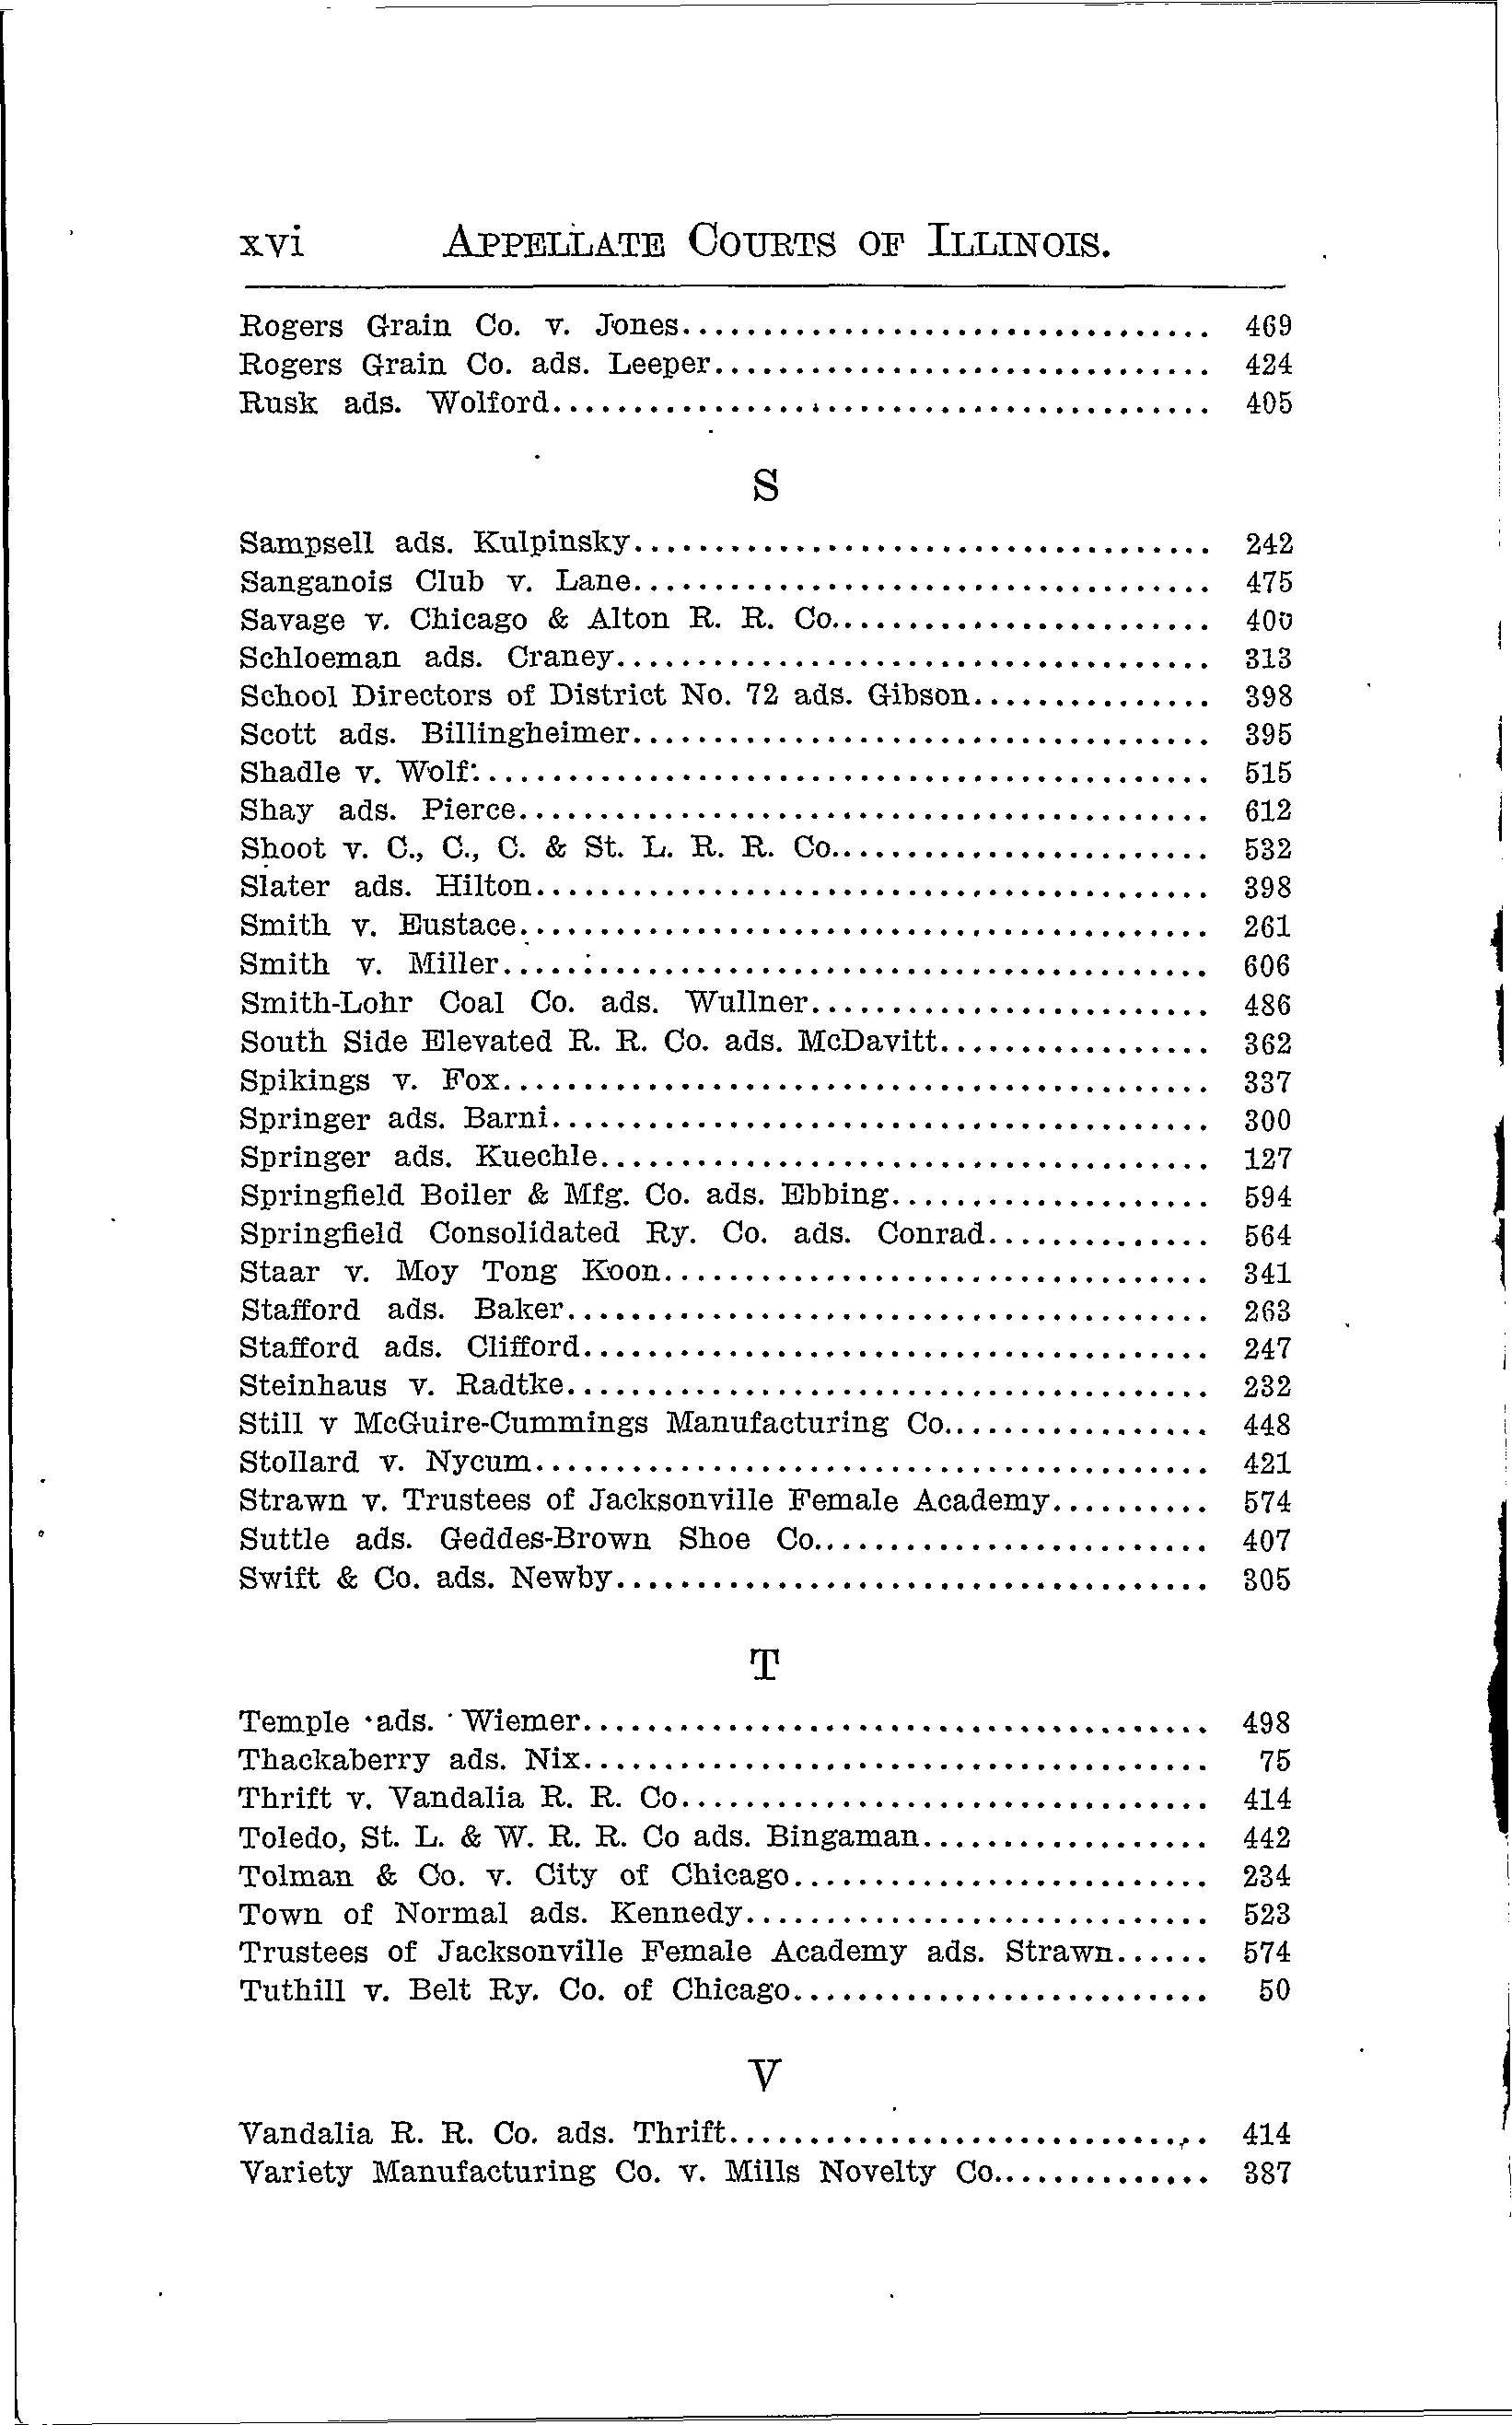 xvi APPELLATE COURTS OF ILLINOIS.
Rogers Grain Co. v. Jones................................. 469
Rogers Grain Co. ads. Leeper............................... 424
Rusk ads. Wolford......................................... 405
S
Sampsell ads. Kulpinsky.................................... 242
Sanganois Club v. Lane.................................... 475
Savage v. Chicago & Alton R. R. Co........................ 400
Schloeman ads. Craney..................................... 313
School Directors of District No. 72 ads. Gibson............... 398
Scott ads. Billingheimer.................................... 395
Shadle v. Wolf:............................................. 515
Shay ads. Pierce........................................... 612
Shoot v. C., C., C. & St. L. R. R. Co........................ 532
Slater ads. Hilton.......................................... 398
Smith v. Eustace........................................... 261
Smith v. Miller............................................ 606
Smith-Lohr Coal Co. ads. Wullner......................... 486
South Side Elevated R. R. Co. ads. McDavitt................. 362
Spikings v. Fox............................................ 337
Springer ads. Barni......................................... 300
Springer ads. Kuechle...................................... 127
Springfield Boiler & Mfg. Co. ads. Ebbing.................... 594
Springfield Consolidated Ry. Co. ads. Conrad.............. 564
Staar v. Moy Tong Koon.................................. 341
Stafford ads. Baker........................................ 263
Stafford ads. Clifford....................................... 247
Steinhaus v. Radtke........................................ 232
Still v McGuire-Cummings Manufacturing Co................. 448
Stollard v. Nycum.......................................... 421
Strawn v. Trustees of Jacksonville Female Academy.......... 574
Suttle ads. Geddes-Brown Shoe Co......................... 407
Swift & Co. ads. Newby..................................... 305
T
Temple ads. Wiemer....................................... 498
Thackaberry ads. Nix....................................... 75
Thrift v. Vandalia R. R. Co................................. 414
Toledo, St. L. & W. R. R. Co ads. Bingaman.................. 442
Tolman & Co. v. City of Chicago.......................... 234
Town of Normal ads. Kennedy............................. 523
Trustees of Jacksonville Female Academy ads. Strawn...... 574
Tuthill v. Belt Ry. Co. of Chicago.......................... 50
V
Vandalia R. R. Co. ads. Thrift.............................. 414
Variety Manufacturing Co. v. Mills Novelty Co.............. 387